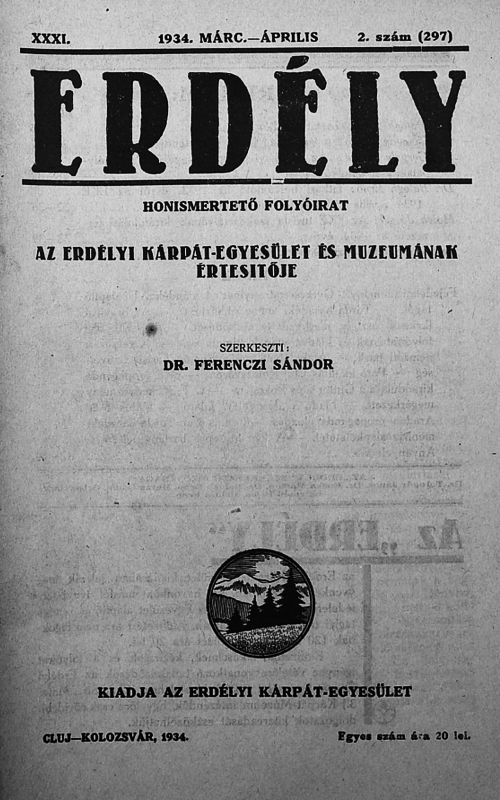 XXXI. 1934. MÁRC.—ÁPRILIS 2. szám (297)
ERDÉLY
HONISMERTETŐ FOLYÓIRAT
AZ ERDÉLYI KÁRPÁT-EGYESÜLET ÉS MUZEUMÁNAK
ÉRTESITŐJE
SZERKESZTI:
DR. FERENCZI SÁNDOR
KIADJA AZ ERDÉLYI KÁRPÁT-EGYESÜLET
CLUJ—KOLOZSVÁR, 1934. Egyes szám ára 20 lei.